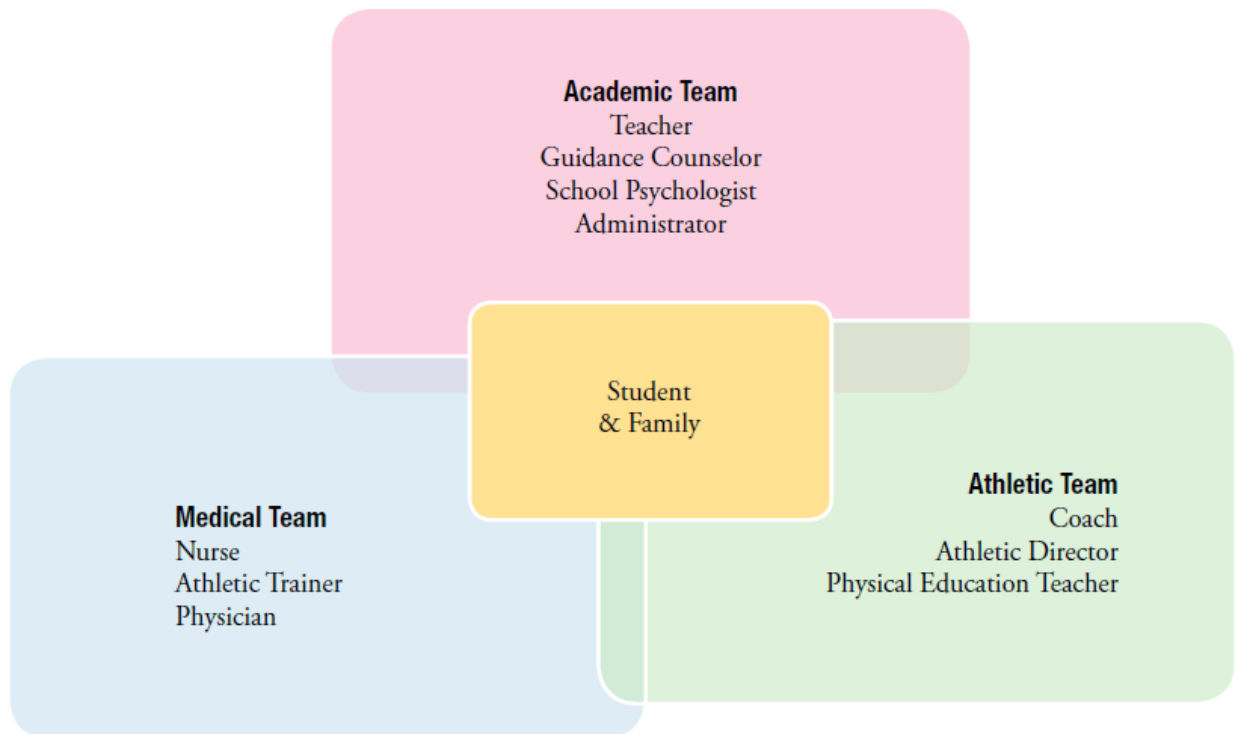 Academic Team
Teacher
Guidance Counselor
School Psychologist
Administrator
Student
& Family
Medical Team
Nurse
Athletic Trainer
Physician
Athletic Team
Coach
Athletic Director
Physical Education Teacher